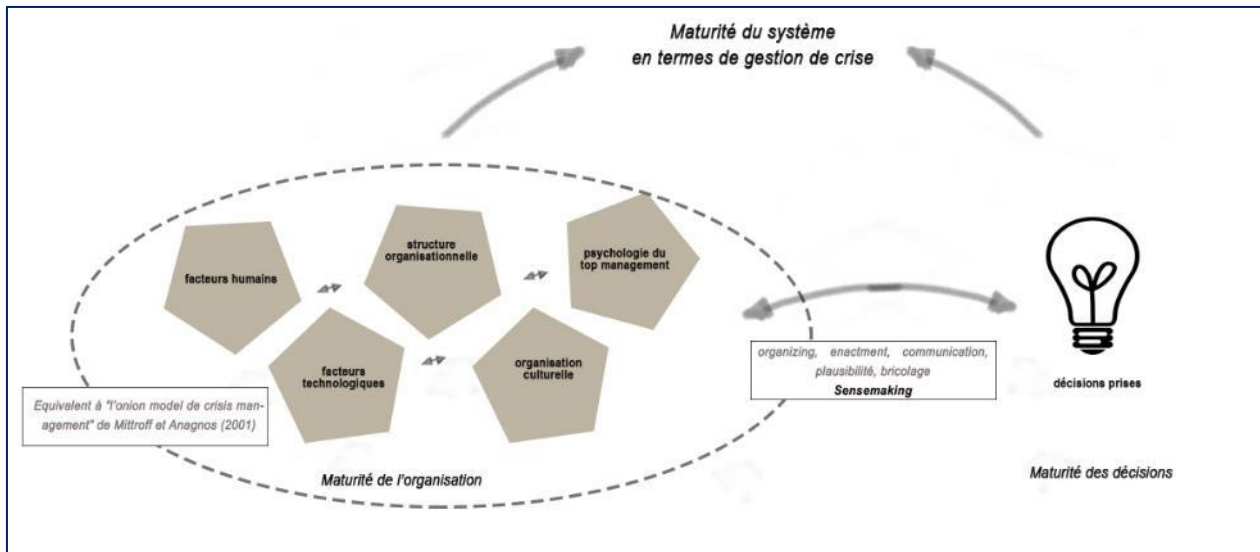 Maturité du système
en termes de gestion de crise
facteurs humains
structure
organisationnelle
psychologie du
top management
facteurs
technologiques
organisation
culturelle
organizing, enactment, communication,
plausibilité, bricolage
Sensemaking
décisions prises
Equivalent à "l'onion model de crisis man-
agement" de Mittroff et Anagnos (2001)
Maturité de l'organisation
Maturité des décisions